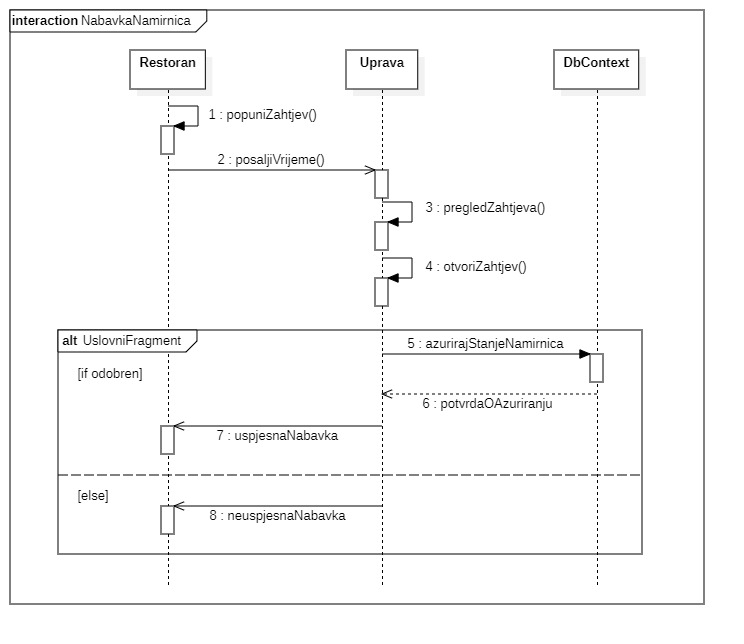 interaction NabavkaNamirnica
Restoran
Uprava
DbContext
1 : popuniZahtjev()
2 : posaljiVrijeme()
3 : pregledZahtjeva()
4 : otvoriZahtjev()
alt UslovniFragment
5 : azurirajStanjeNamirnica
[if odobren]
6 : potvrdaOAzuriranju
7 : uspjesnaNabavka
[else]
8 : neuspjesnaNabavka